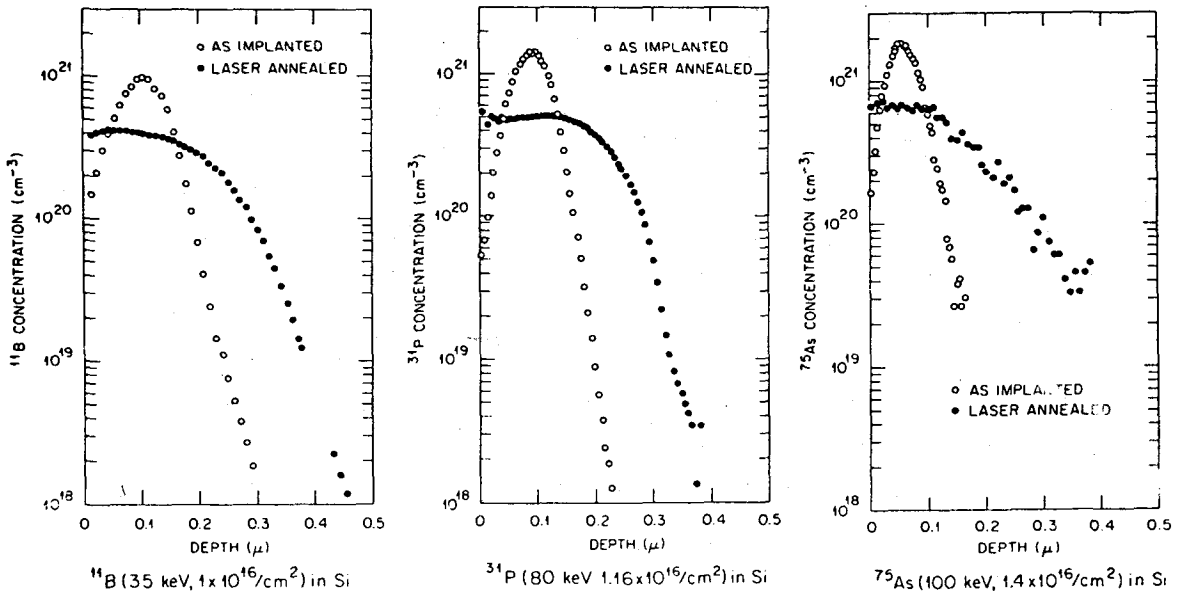 ○ AS IMPLANTED
● LASER ANNEALED
10²¹
10²⁰
10¹⁹
10¹⁸
¹¹B CONCENTRATION (cm⁻³)
0 0.1 0.2 0.3 0.4 0.5
DEPTH (μ)
¹¹B (35 keV, 1 x 10¹⁶/cm²) in Si
○ AS IMPLANTED
● LASER ANNEALED
10²¹
10²⁰
10¹⁹
10¹⁸
³¹P CONCENTRATION (cm⁻³)
0 0.1 0.2 0.3 0.4 0.5
DEPTH (μ)
³¹P (80 keV 1.16x10¹⁶/cm²) in Si
10²¹
10²⁰
10¹⁹
10¹⁸
⁷⁵As CONCENTRATION (cm⁻³)
○ AS IMPLANTED
● LASER ANNEALED
0 0.1 0.2 0.3 0.4 0.5
DEPTH (μ)
⁷⁵As (100 keV, 1.4x10¹⁶/cm²) in Si